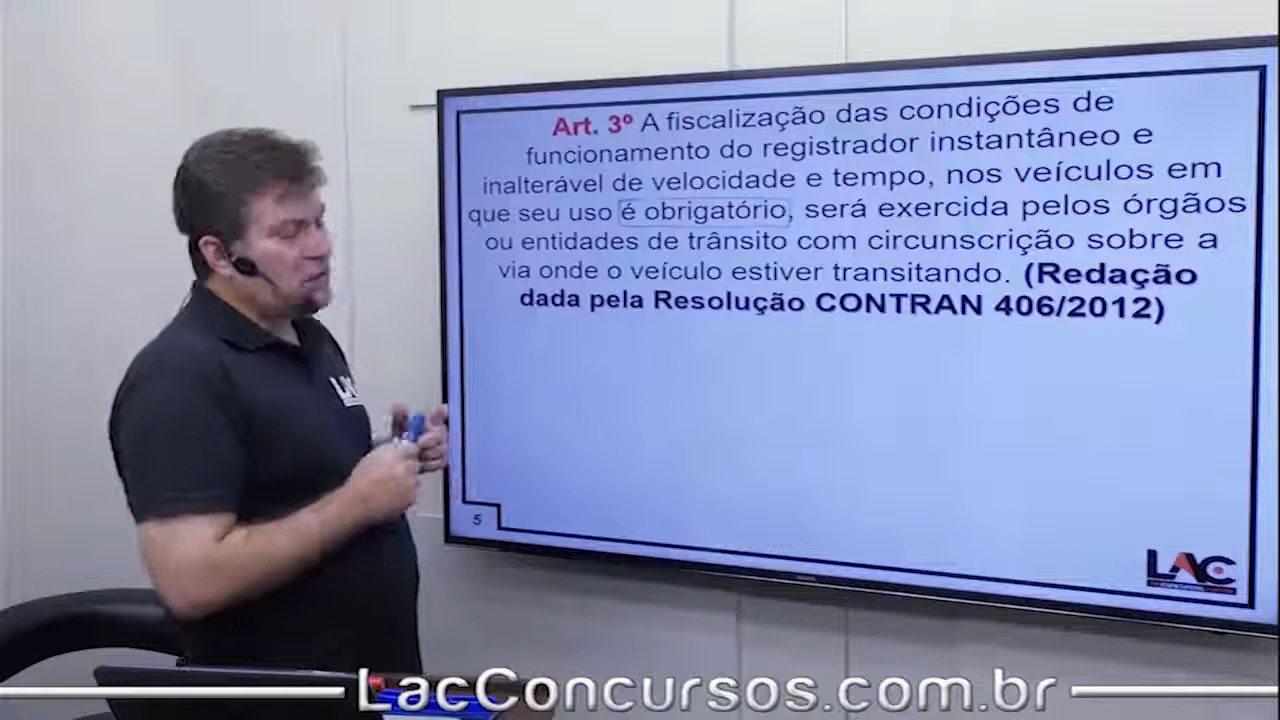 Art. 3º A fiscalização das condições de
funcionamento do registrador instantâneo e
inalterável de velocidade e tempo, nos veículos em
que seu uso é obrigatório, será exercida pelos órgãos
ou entidades de trânsito com circunscrição sobre a
via onde o veículo estiver transitando. (Redação
dada pela Resolução CONTRAN 406/2012)
5
LAC
LAC
LacConcursos.com.br